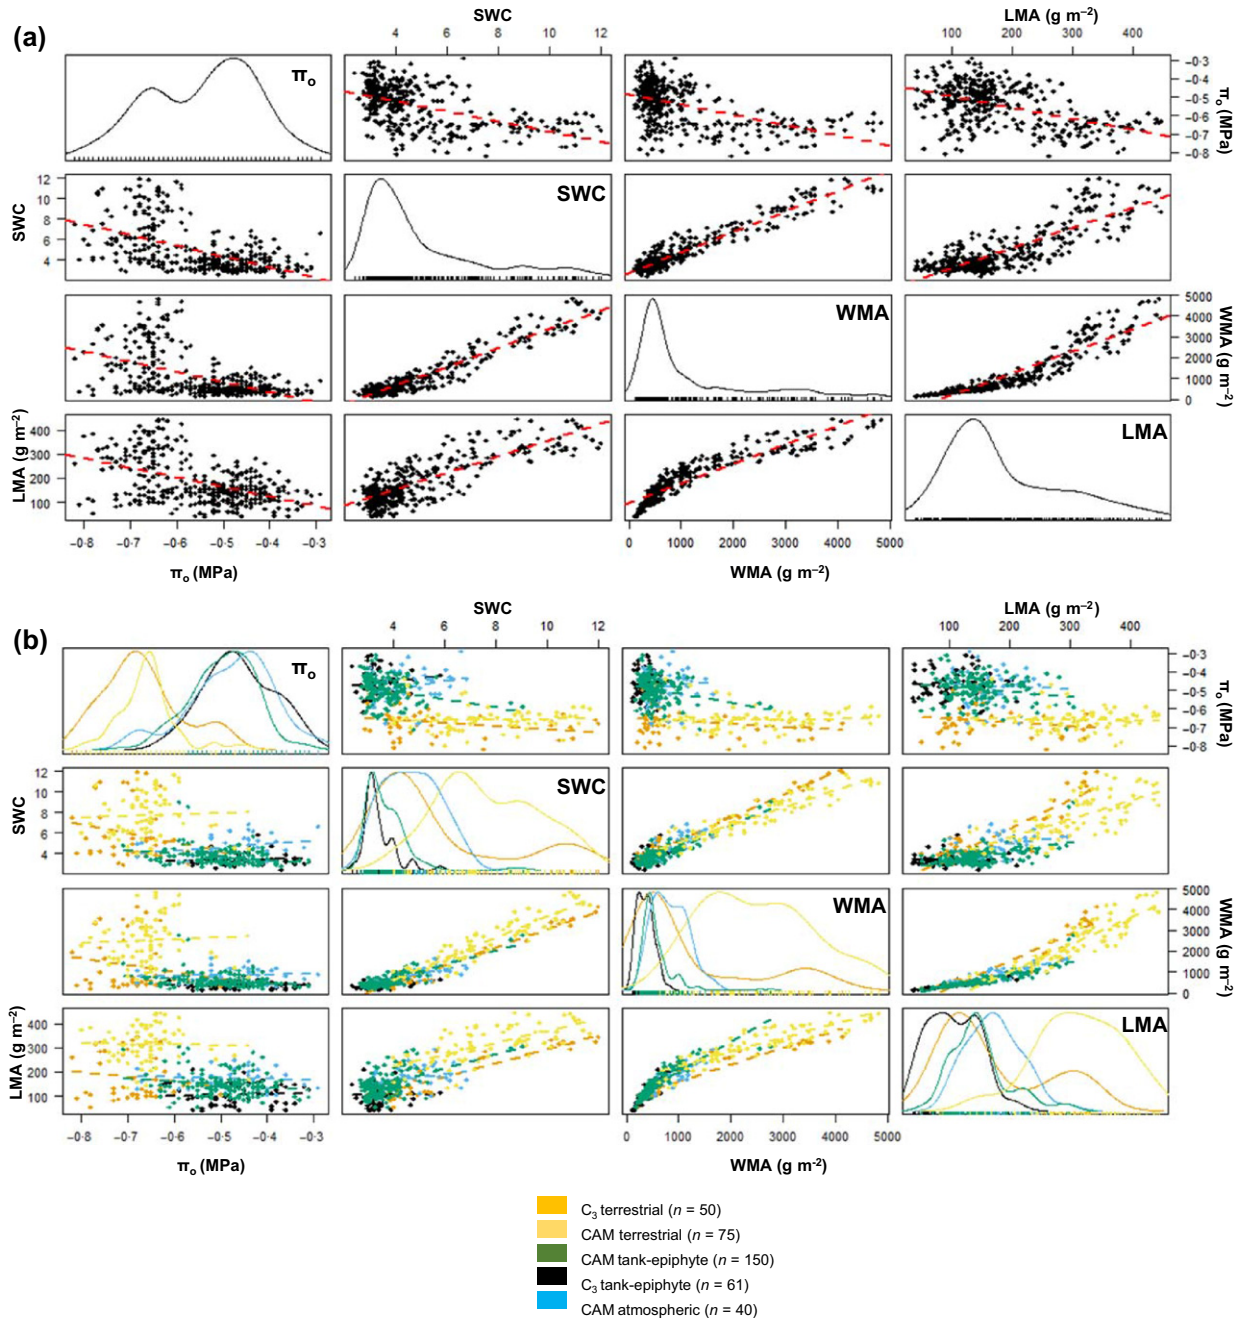 (a)
SWC
LMA (g m⁻²)
4 6 8 10 12
100 200 300 400
πₒ
−0·3
−0·4
−0·5
−0·6
−0·7
−0·8
πₒ (MPa)
SWC
12
10
8
6
4
SWC
WMA
5000
4000
3000
2000
1000
0
WMA (g m⁻²)
LMA (g m⁻²)
400
300
200
100
LMA
−0·8 −0·7 −0·6 −0·5 −0·4 −0·3
0 1000 2000 3000 4000 5000
πₒ (MPa)
WMA (g m⁻²)
(b)
SWC
LMA (g m⁻²)
4 6 8 10 12
100 200 300 400
πₒ
−0·3
−0·4
−0·5
−0·6
−0·7
−0·8
πₒ (MPa)
SWC
12
10
8
6
4
SWC
WMA
5000
4000
3000
2000
1000
0
WMA (g m⁻²)
LMA (g m⁻²)
400
300
200
100
LMA
−0·8 −0·7 −0·6 −0·5 −0·4 −0·3
0 1000 2000 3000 4000 5000
πₒ (MPa)
WMA (g m⁻²)
C₃ terrestrial (n = 50)
CAM terrestrial (n = 75)
CAM tank-epiphyte (n = 150)
C₃ tank-epiphyte (n = 61)
CAM atmospheric (n = 40)